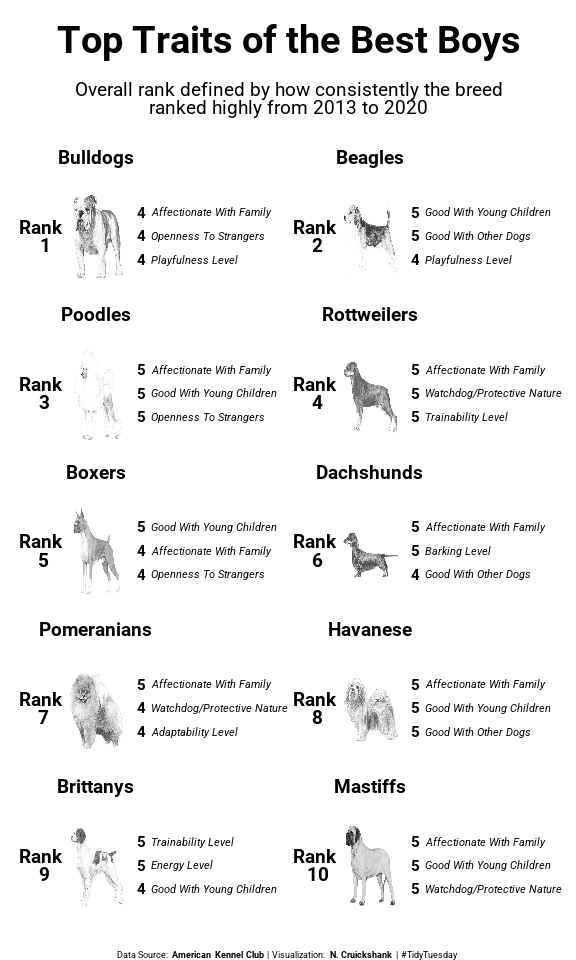 Top Traits of the Best Boys
Overall rank defined by how consistently the breed
ranked highly from 2013 to 2020
Bulldogs
Rank
1
4 Affectionate With Family
4 Openness To Strangers
4 Playfulness Level
Beagles
Rank
2
5 Good With Young Children
5 Good With Other Dogs
4 Playfulness Level
Poodles
Rank
3
5 Affectionate With Family
5 Good With Young Children
5 Openness To Strangers
Rottweilers
Rank
4
5 Affectionate With Family
5 Watchdog/Protective Nature
5 Trainability Level
Boxers
Rank
5
5 Good With Young Children
4 Affectionate With Family
4 Openness To Strangers
Dachshunds
Rank
6
5 Affectionate With Family
5 Barking Level
4 Good With Other Dogs
Pomeranians
Rank
7
5 Affectionate With Family
4 Watchdog/Protective Nature
4 Adaptability Level
Havanese
Rank
8
5 Affectionate With Family
5 Good With Young Children
5 Good With Other Dogs
Brittanys
Rank
9
5 Trainability Level
5 Energy Level
4 Good With Young Children
Mastiffs
Rank
10
5 Affectionate With Family
5 Good With Young Children
5 Watchdog/Protective Nature
Data Source: American Kennel Club | Visualization: N. Cruickshank | #TidyTuesday